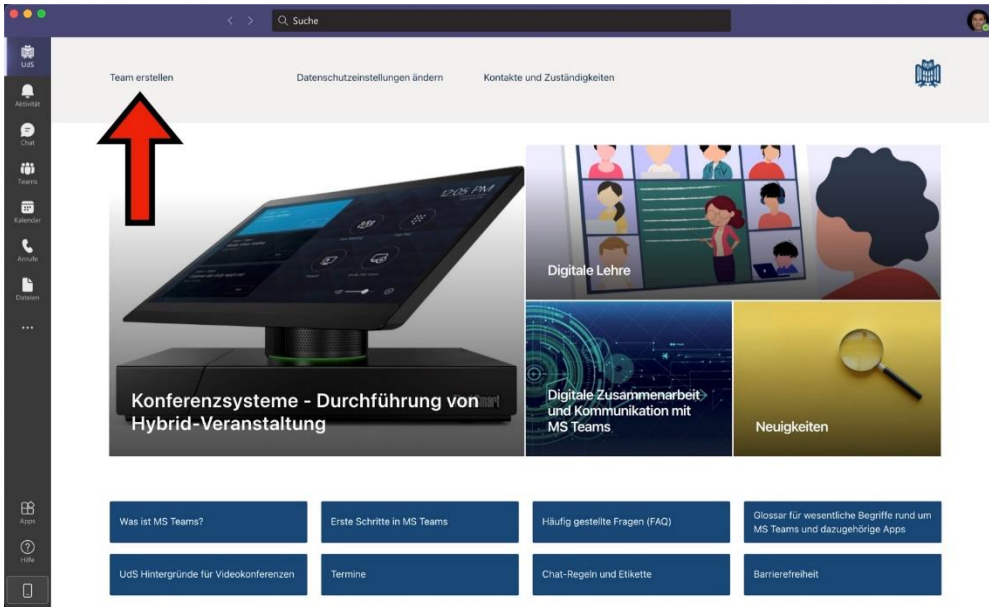 Suche
UdS
Aktivität
Chat
Teams
Kalender
Anrufe
Dateien
Apps
Hilfe
Team erstellen
Datenschutzeinstellungen ändern
Kontakte und Zuständigkeiten
12:05 PM
Konferenzsysteme - Durchführung von
Hybrid-Veranstaltung
Digitale Lehre
Digitale Zusammenarbeit
und Kommunikation mit
MS Teams
Neuigkeiten
Was ist MS Teams?
Erste Schritte in MS Teams
Häufig gestellte Fragen (FAQ)
Glossar für wesentliche Begriffe rund um
MS Teams und dazugehörige Apps
UdS Hintergründe für Videokonferenzen
Termine
Chat-Regeln und Etikette
Barrierefreiheit